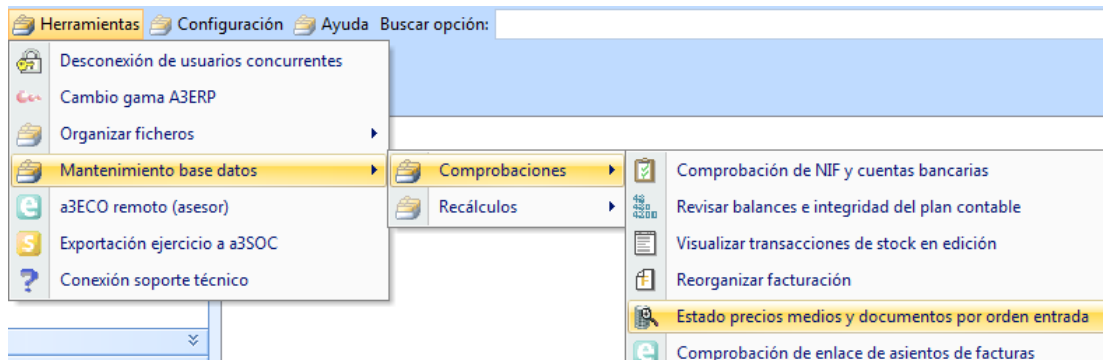 Herramientas Configuración Ayuda Buscar opción:
Desconexión de usuarios concurrentes
Cambio gama A3ERP
Organizar ficheros
Mantenimiento base datos
a3ECO remoto (asesor)
Exportación ejercicio a a3SOC
Conexión soporte técnico
Comprobaciones
Recálculos
Comprobación de NIF y cuentas bancarias
Revisar balances e integridad del plan contable
Visualizar transacciones de stock en edición
Reorganizar facturación
Estado precios medios y documentos por orden entrada
Comprobación de enlace de asientos de facturas